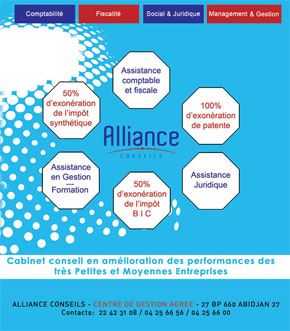 Comptabilité
Fiscalité
Social & Juridique
Management & Gestion
Assistance
comptable
et fiscale
50%
d'exonération
de l'impôt
synthétique
100%
d'exonération
de patente
Alliance
CONSEILS
Assistance
en Gestion
---
Formation
50%
d'exonération
de l'impôt
B I C
Assistance
Juridique
Cabinet conseil en amélioration des performances des
très Petites et Moyennes Entreprises
ALLIANCE CONSEILS - CENTRE DE GESTION AGREE - 27 BP 660 ABIDJAN 27
Contacts: 22 42 31 08 / 04 25 66 56 / 04 25 66 00